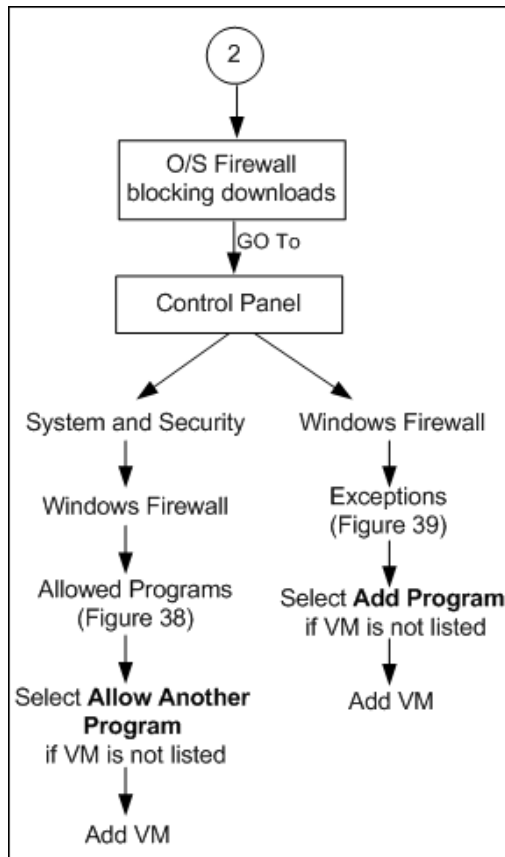 2
O/S Firewall
blocking downloads
GO To
Control Panel
System and Security
Windows Firewall
Allowed Programs
(Figure 38)
Select Allow Another
Program
if VM is not listed
Add VM
Windows Firewall
Exceptions
(Figure 39)
Select Add Program
if VM is not listed
Add VM